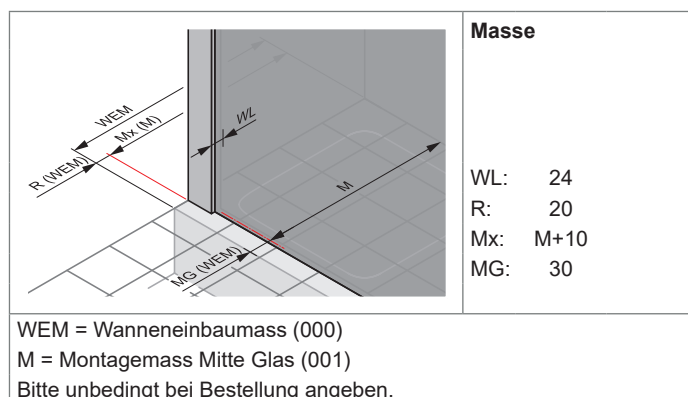 Masse
WEM
Mx (M)
R (WEM)
WL
M
MG (WEM)
WL: 24
R: 20
Mx: M+10
MG: 30
WEM = Wanneneinbaumass (000)
M = Montagemass Mitte Glas (001)
Bitte unbedingt bei Bestellung angeben.